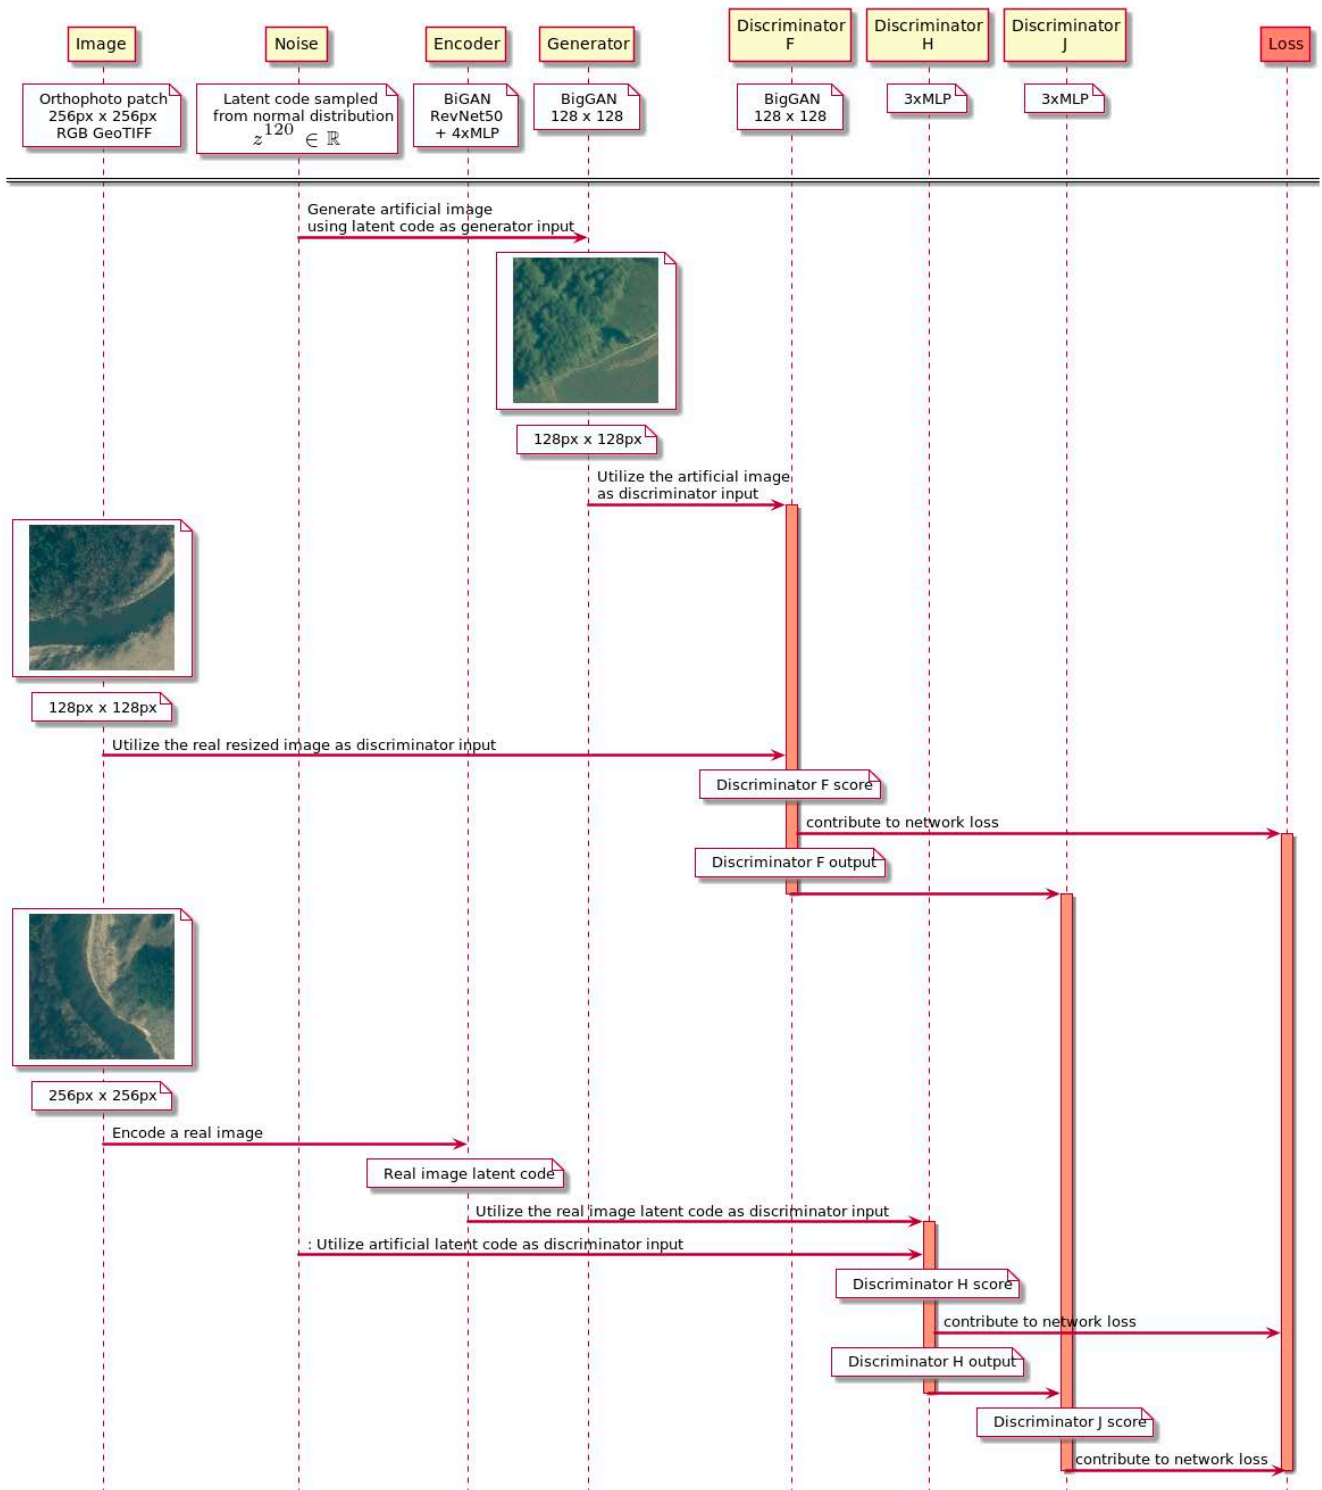 Image
Noise
Encoder
Generator
Discriminator
F
Discriminator
H
Discriminator
J
Loss
Orthophoto patch
256px x 256px
RGB GeoTIFF
Latent code sampled
from normal distribution
z^120 ∈ ℝ
BiGAN
RevNet50
+ 4xMLP
BigGAN
128 x 128
BigGAN
128 x 128
3xMLP
3xMLP
Generate artificial image
using latent code as generator input
128px x 128px
Utilize the artificial image
as discriminator input
128px x 128px
Utilize the real resized image as discriminator input
Discriminator F score
contribute to network loss
Discriminator F output
256px x 256px
Encode a real image
Real image latent code
Utilize the real image latent code as discriminator input
: Utilize artificial latent code as discriminator input
Discriminator H score
contribute to network loss
Discriminator H output
Discriminator J score
contribute to network loss